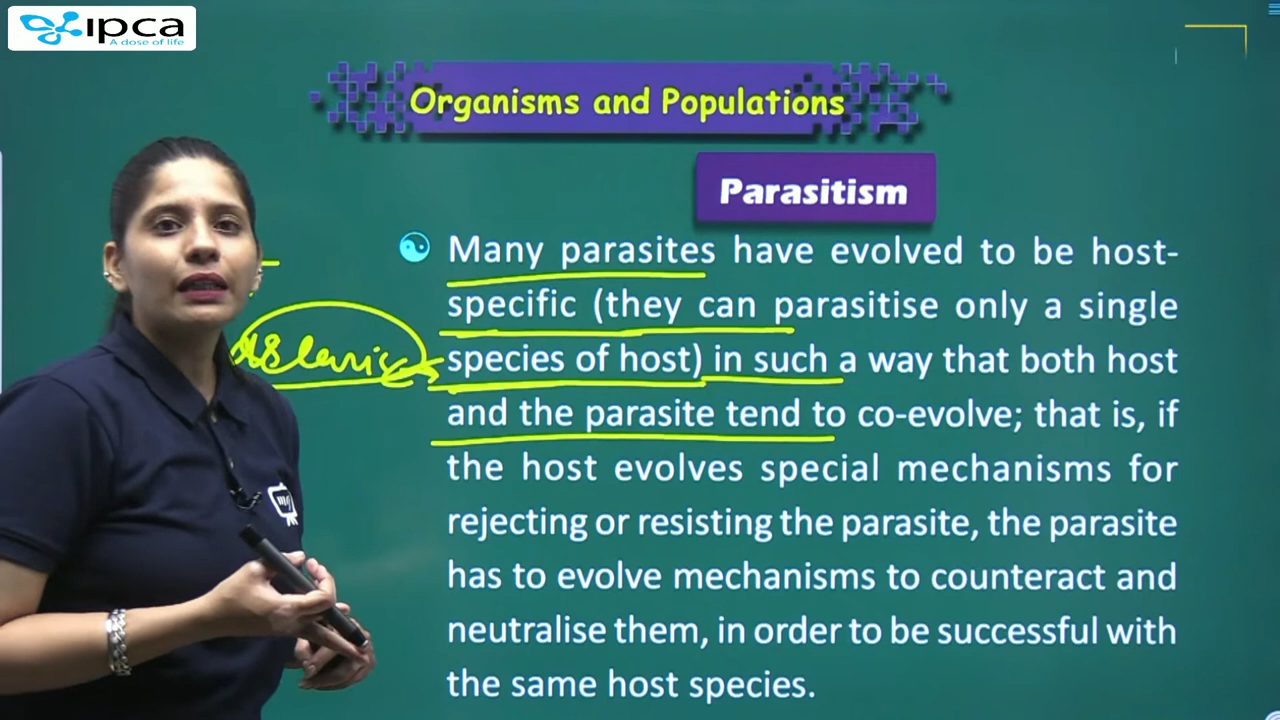 ipca
A dose of life
Organisms and Populations
Parasitism
Many parasites have evolved to be host-
specific (they can parasitise only a single
species of host) in such a way that both host
and the parasite tend to co-evolve; that is, if
the host evolves special mechanisms for
rejecting or resisting the parasite, the parasite
has to evolve mechanisms to counteract and
neutralise them, in order to be successful with
the same host species.